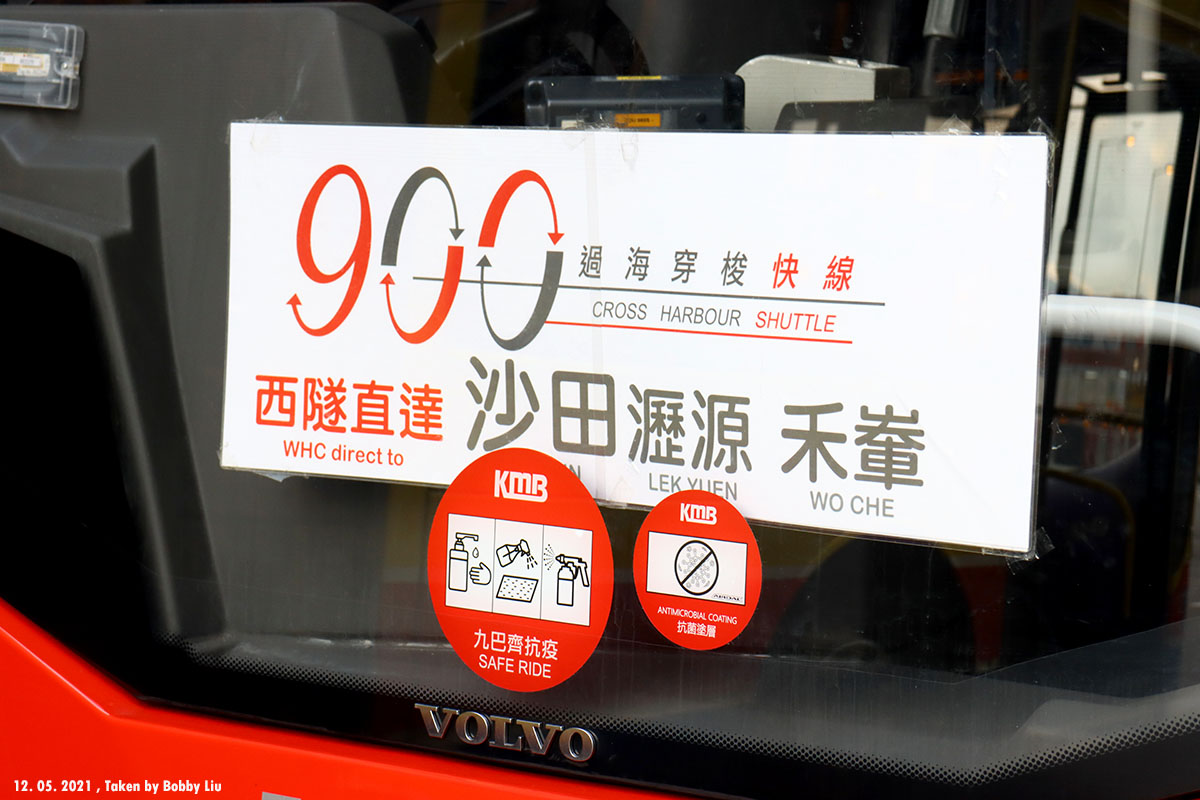 900
過海穿梭快線
CROSS HARBOUR SHUTTLE
西隧直達 沙田 瀝源 禾輋
WHC direct to
LEK YUEN
WO CHE
KMB
九巴齊抗疫
SAFE RIDE
KMB
ANTIMICROBIAL COATING
抗菌塗層
VOLVO
12. 05. 2021 , Taken by Bobby Liu